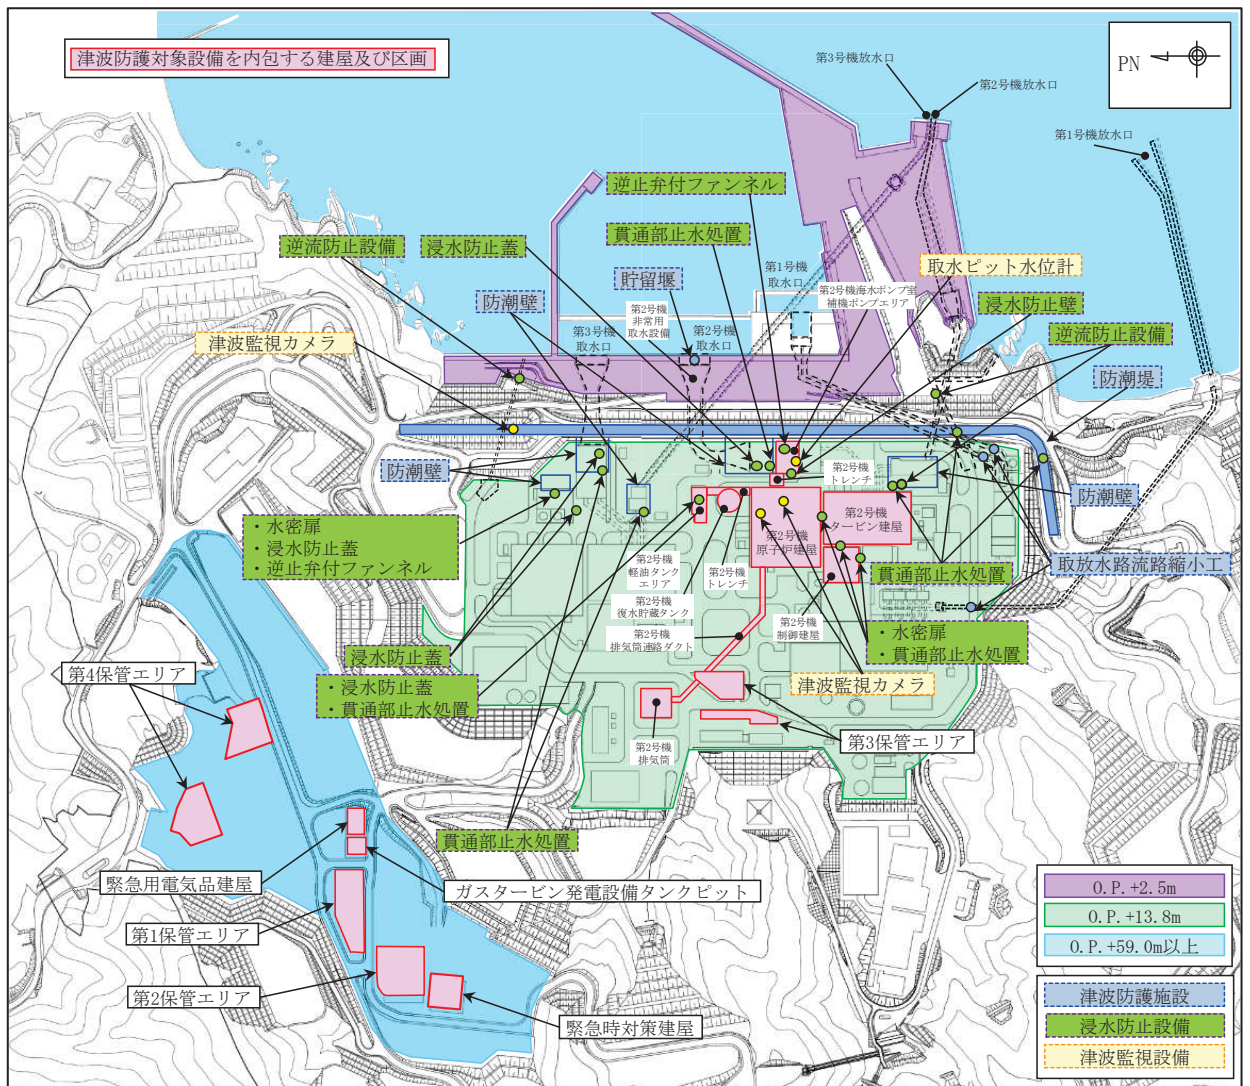 津波防護対象設備を内包する建屋及び区画
PN
第3号機放水口
第2号機放水口
第1号機放水口
逆止弁付ファンネル
貫通部止水処置
逆流防止設備
浸水防止蓋
貯留堰
第1号機
取水口
取水ピット水位計
第2号機海水ポンプ室
補機ポンプエリア
防潮壁
第2号機
非常用
取水設備
浸水防止壁
逆流防止設備
津波監視カメラ
第3号機
取水口
第2号機
取水口
防潮堤
防潮壁
第2号機
トレンチ
防潮壁
・水密扉
・浸水防止蓋
・逆止弁付ファンネル
第2号機
原子炉建屋
第2号機
タービン建屋
第2号機
軽油タンク
エリア
第2号機
トレンチ
貫通部止水処置
取放水路流路縮小工
第2号機
復水貯蔵タンク
第2号機
排気筒連絡ダクト
第2号機
制御建屋
・水密扉
・貫通部止水処置
浸水防止蓋
・浸水防止蓋
・貫通部止水処置
津波監視カメラ
第4保管エリア
第2号機
排気筒
第3保管エリア
貫通部止水処置
緊急用電気品建屋
ガスタービン発電設備タンクピット
第1保管エリア
第2保管エリア
緊急時対策建屋
O.P.+2.5m
O.P.+13.8m
O.P.+59.0m以上
津波防護施設
浸水防止設備
津波監視設備